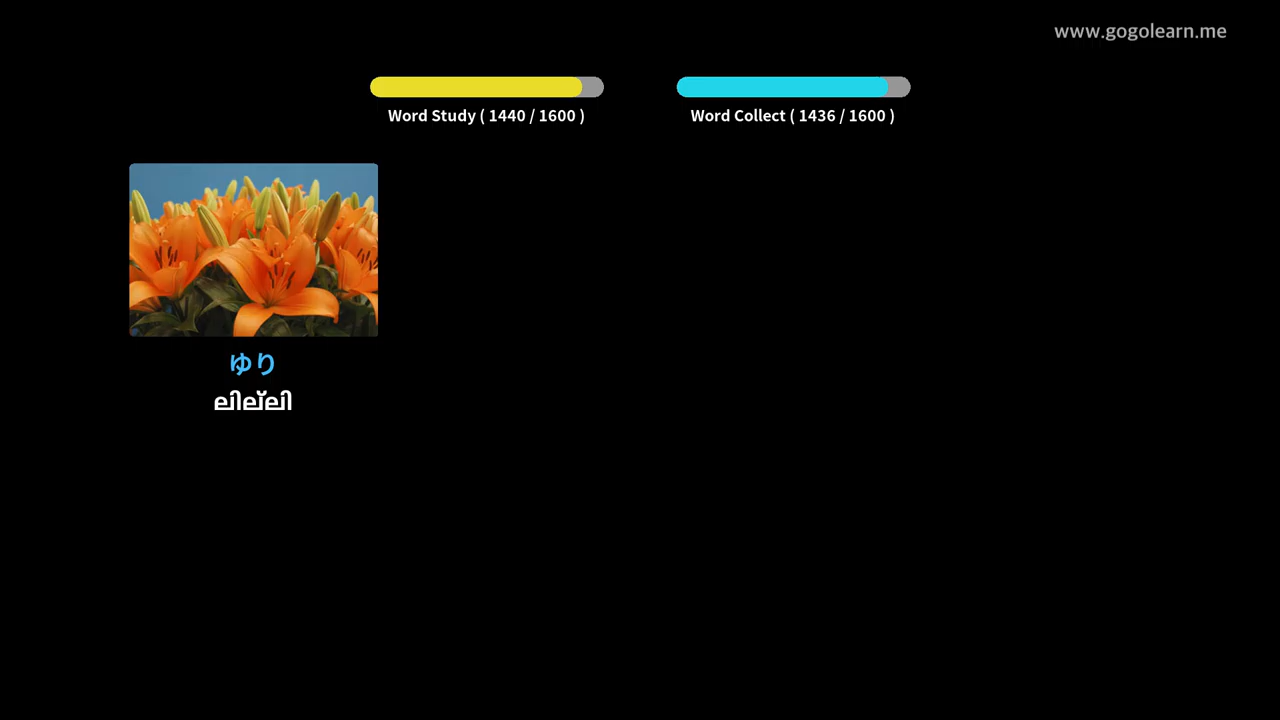 www.gogolearn.me
Word Study ( 1440 / 1600 )
Word Collect ( 1436 / 1600 )
ゆり
ലില്ലി